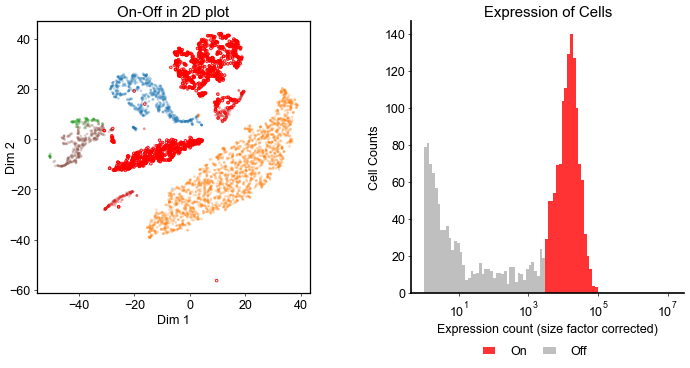 On-Off in 2D plot
40
20
0
−20
−40
−60
Dim 2
−40
−20
0
20
40
Dim 1
Expression of Cells
140
120
100
80
60
40
20
0
Cell Counts
10^1
10^3
10^5
10^7
Expression count (size factor corrected)
On
Off